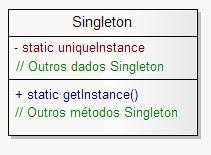 Singleton
- static uniqueInstance
// Outros dados Singleton
+ static getInstance()
// Outros métodos Singleton